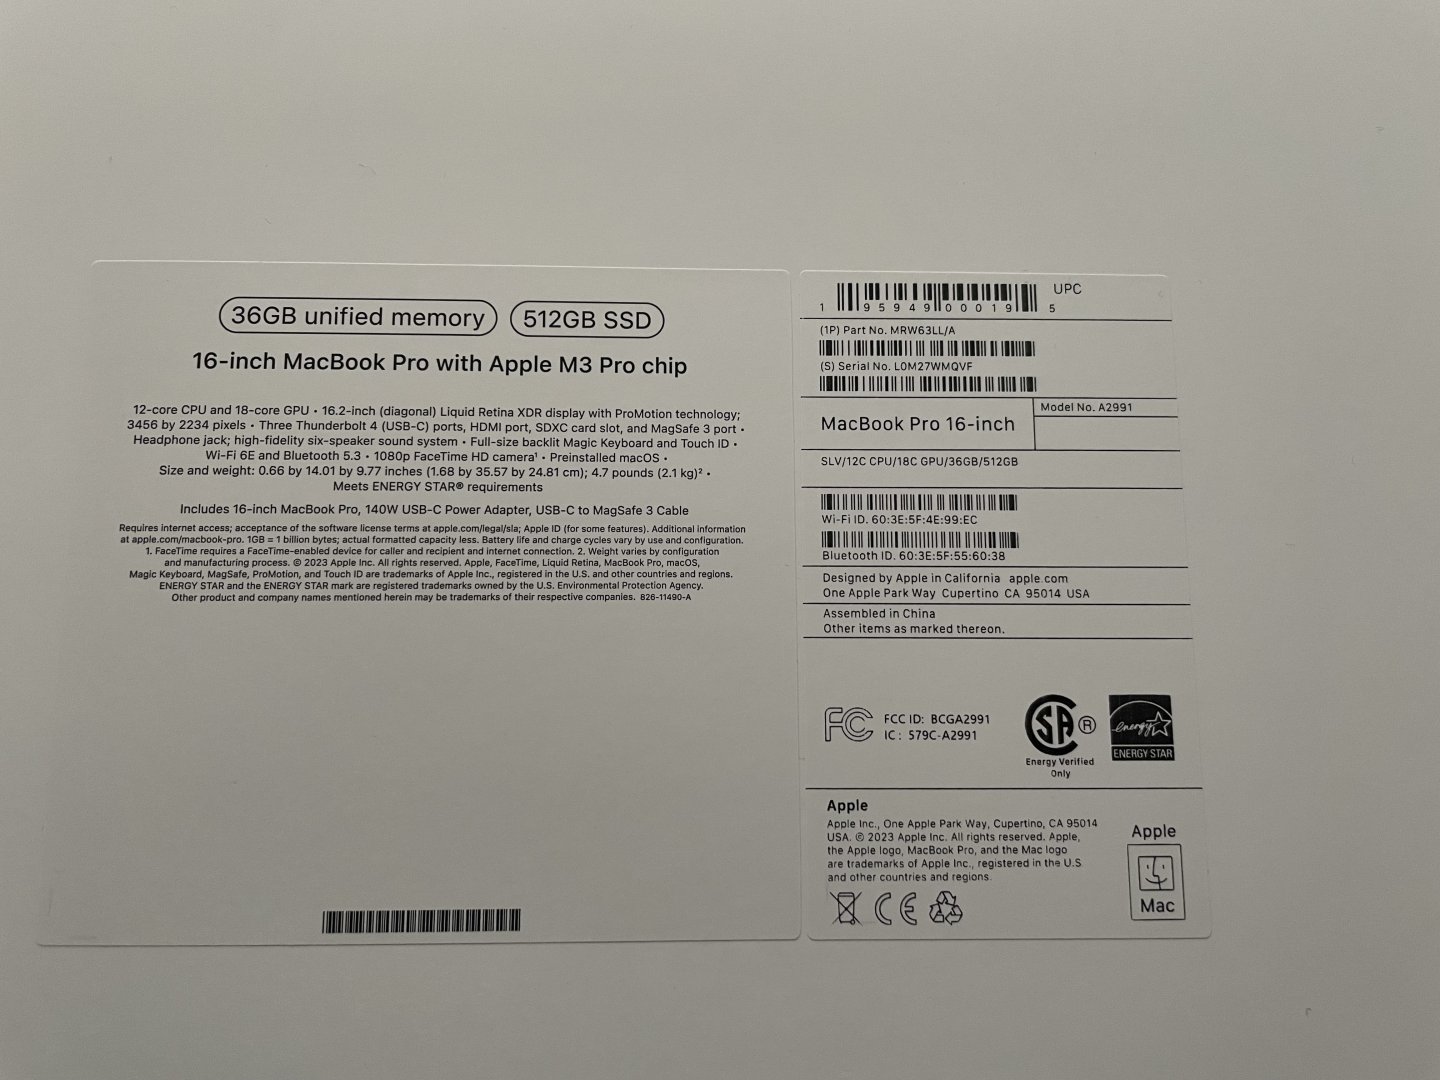 36GB unified memory 512GB SSD
16-inch MacBook Pro with Apple M3 Pro chip
12-core CPU and 18-core GPU • 16.2-inch (diagonal) Liquid Retina XDR display with ProMotion technology;
3456 by 2234 pixels • Three Thunderbolt 4 (USB-C) ports, HDMI port, SDXC card slot, and MagSafe 3 port •
Headphone jack; high-fidelity six-speaker sound system • Full-size backlit Magic Keyboard and Touch ID •
Wi-Fi 6E and Bluetooth 5.3 • 1080p FaceTime HD camera¹ • Preinstalled macOS •
Size and weight: 0.66 by 14.01 by 9.77 inches (1.68 by 35.57 by 24.81 cm); 4.7 pounds (2.1 kg)² •
Meets ENERGY STAR® requirements
Includes 16-inch MacBook Pro, 140W USB-C Power Adapter, USB-C to MagSafe 3 Cable
Requires internet access; acceptance of the software license terms at apple.com/legal/sla; Apple ID (for some features). Additional information
at apple.com/macbook-pro. 1GB = 1 billion bytes; actual formatted capacity less. Battery life and charge cycles vary by use and configuration.
1. FaceTime requires a FaceTime-enabled device for caller and recipient and internet connection. 2. Weight varies by configuration
and manufacturing process. © 2023 Apple Inc. All rights reserved. Apple, FaceTime, Liquid Retina, MacBook Pro, macOS,
Magic Keyboard, MagSafe, ProMotion, and Touch ID are trademarks of Apple Inc., registered in the U.S. and other countries and regions.
ENERGY STAR and the ENERGY STAR mark are registered trademarks owned by the U.S. Environmental Protection Agency.
Other product and company names mentioned herein may be trademarks of their respective companies. 826-11490-A
UPC
1 95949 00019 5
(1P) Part No. MRW63LL/A
(S) Serial No. L0M27WMQVF
MacBook Pro 16-inch
Model No. A2991
SLV/12C CPU/18C GPU/36GB/512GB
Wi-Fi ID. 60:3E:5F:4E:99:EC
Bluetooth ID. 60:3E:5F:55:60:38
Designed by Apple in California apple.com
One Apple Park Way Cupertino CA 95014 USA
Assembled in China
Other items as marked thereon.
FC FCC ID: BCGA2991
IC: 579C-A2991
SA ®
Energy Verified
Only
energy
ENERGY STAR
Apple
Apple Inc., One Apple Park Way, Cupertino, CA 95014
USA. © 2023 Apple Inc. All rights reserved. Apple,
the Apple logo, MacBook Pro, and the Mac logo
are trademarks of Apple Inc., registered in the U.S
and other countries and regions.
CE
Apple
Mac